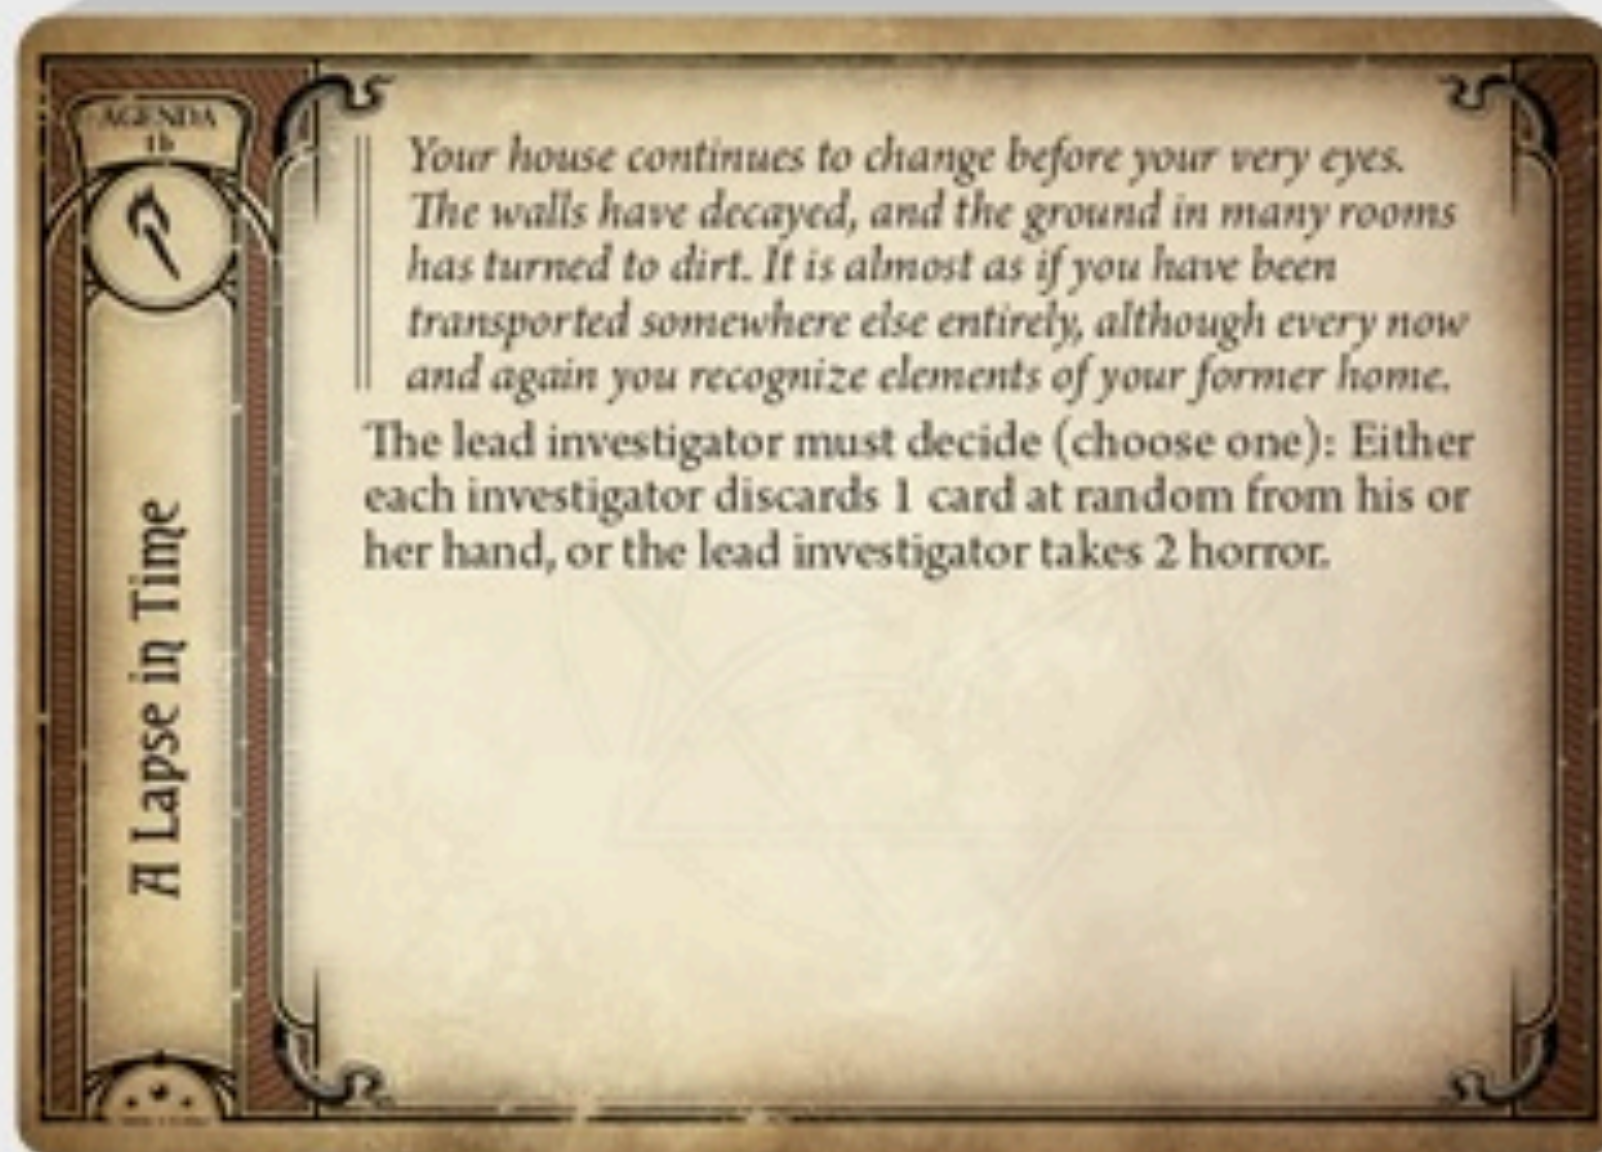 AGENDA
1b
A Lapse in Time
Your house continues to change before your very eyes.
The walls have decayed, and the ground in many rooms
has turned to dirt. It is almost as if you have been
transported somewhere else entirely, although every now
and again you recognize elements of your former home.
The lead investigator must decide (choose one): Either
each investigator discards 1 card at random from his or
her hand, or the lead investigator takes 2 horror.